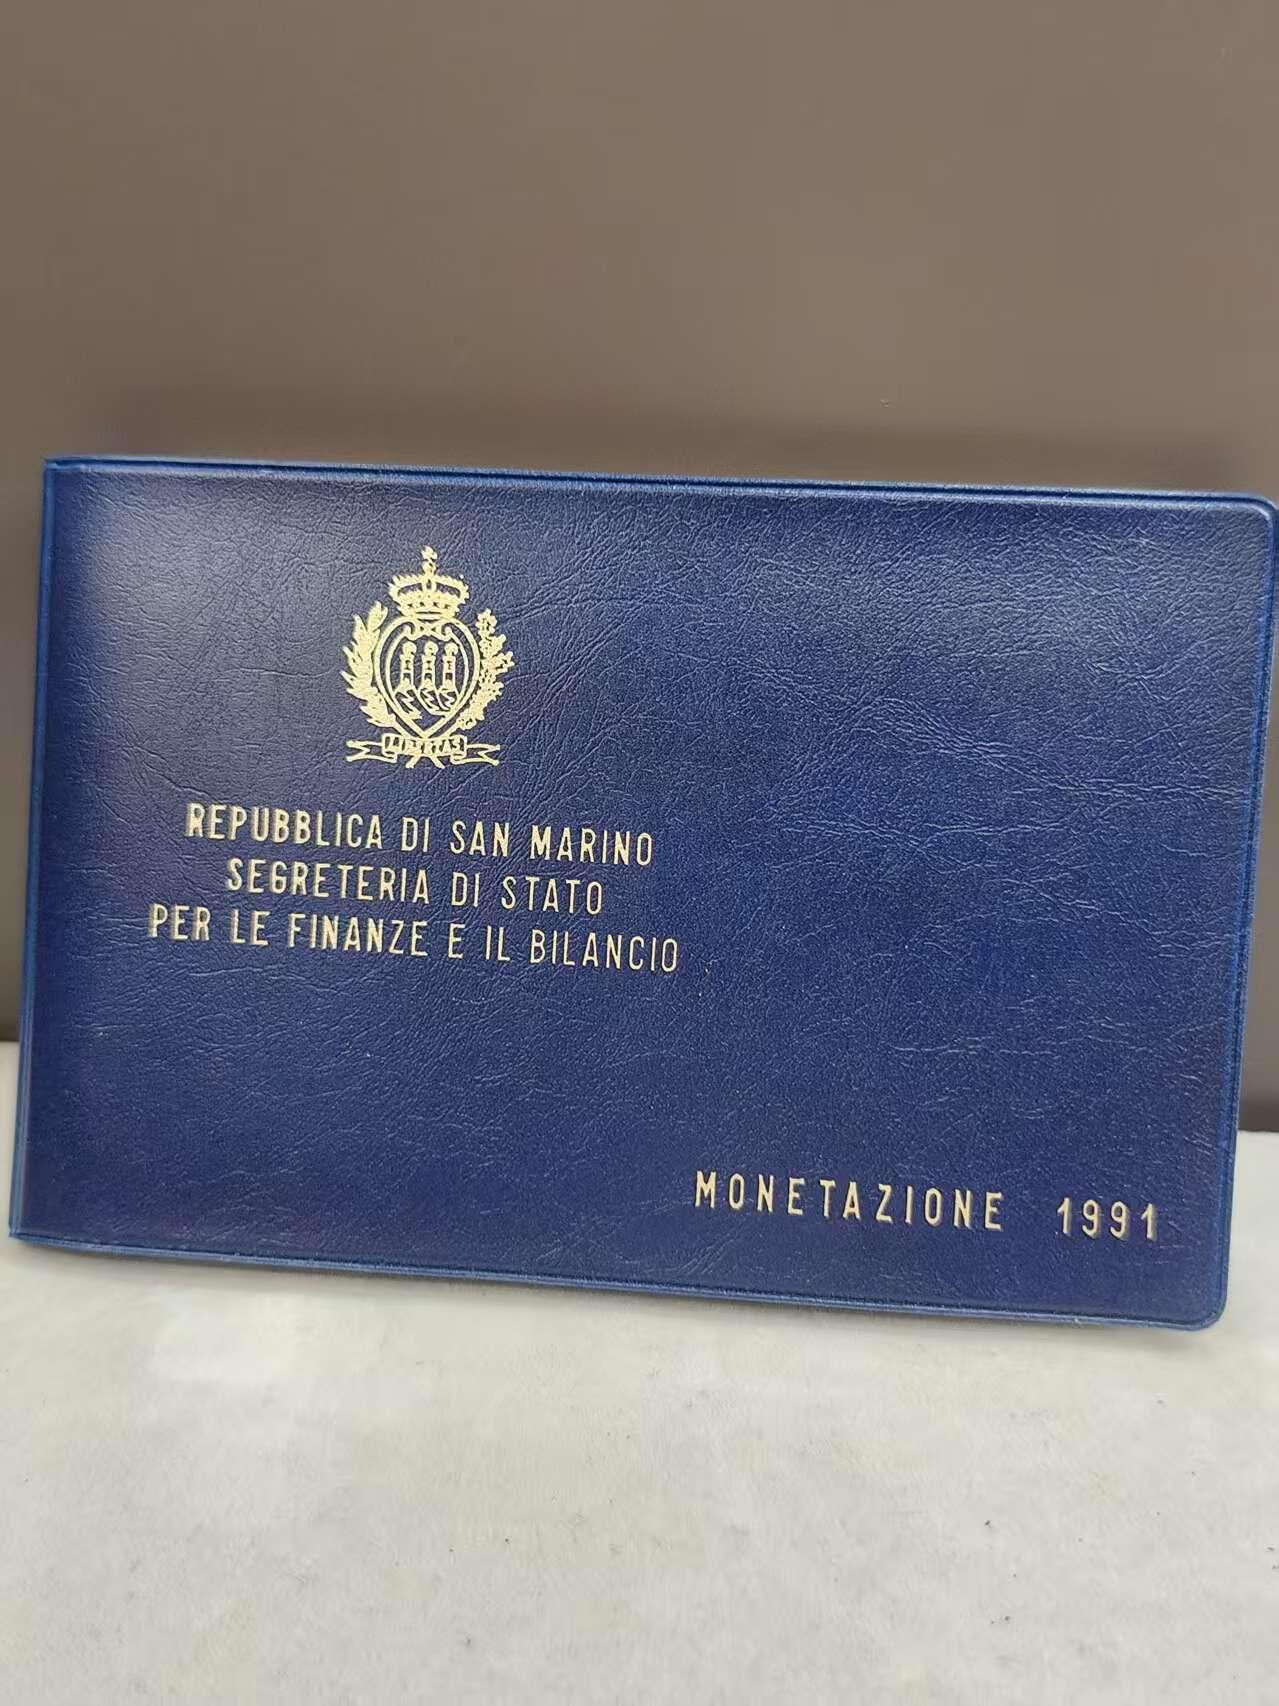 LIBERTAS
REPUBBLICA DI SAN MARINO
SEGRETERIA DI STATO
PER LE FINANZE E IL BILANCIO
MONETAZIONE 1991